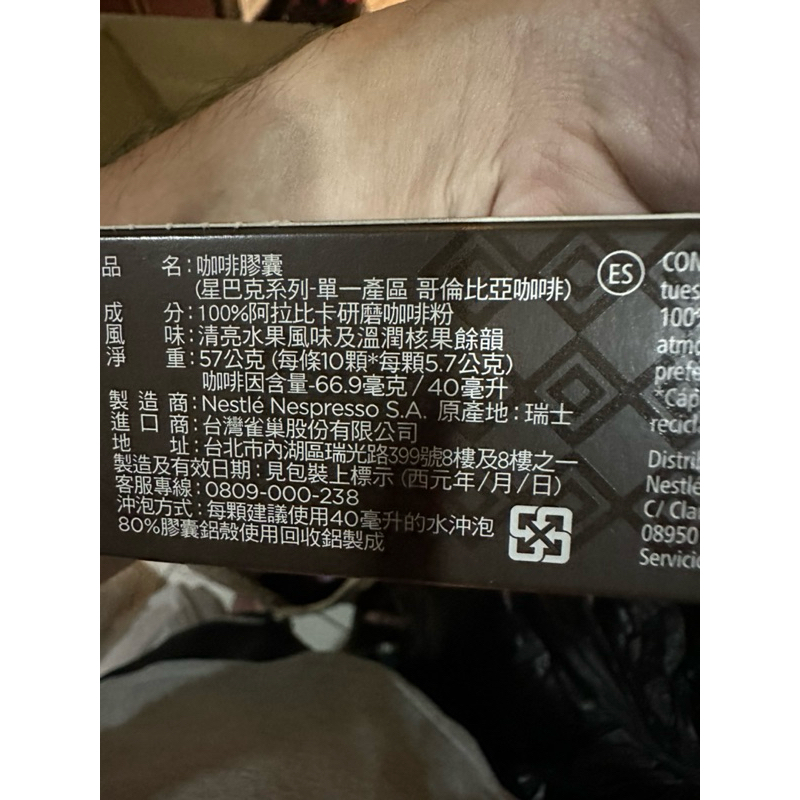 品 名:咖啡膠囊
(星巴克系列-單一產區 哥倫比亞咖啡)
成 分:100%阿拉比卡研磨咖啡粉
風 味:清亮水果風味及溫潤核果餘韻
淨 重:57公克 (每條10顆*每顆5.7公克)
咖啡因含量-66.9毫克/40毫升
製 造 商:Nestlé Nespresso S.A. 原產地:瑞士
進 口 商:台灣雀巢股份有限公司
地 址:台北市內湖區瑞光路399號8樓及8樓之一
製造及有效日期:見包裝上標示 (西元年/月/日)
客服專線:0809-000-238
沖泡方式:每顆建議使用40毫升的水沖泡
80%膠囊鋁殼使用回收鋁製成
ES
CON
tues
100%
atmo
prefe
*Cáp
recicl
Distri
Nestlé
C/ Cla
08950
Servicio